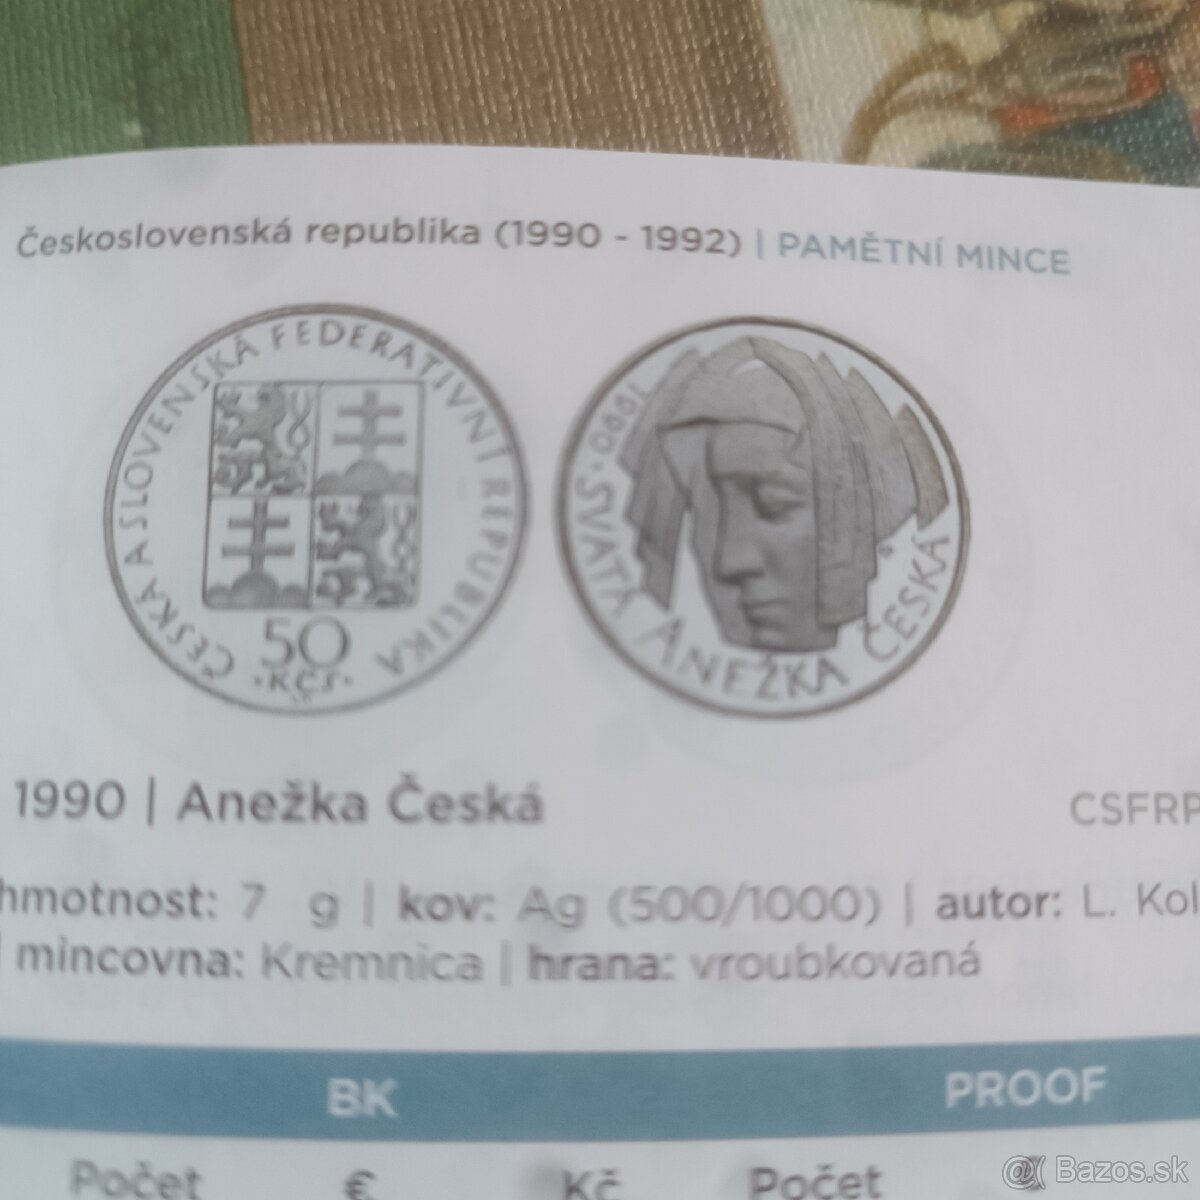 Československá republika (1990 - 1992) | PAMĚTNÍ MINCE
ČESKÁ A SLOVENSKÁ FEDERATIVNÍ REPUBLIKA
50
·KČS·
1990 · SVATÁ ANEŽKA ČESKÁ
1990 | Anežka Česká CSFRP
hmotnost: 7 g | kov: Ag (500/1000) | autor: L. Kol
| mincovna: Kremnica | hrana: vroubkovaná
BK PROOF
Počet € Kč Počet
Bazos.sk